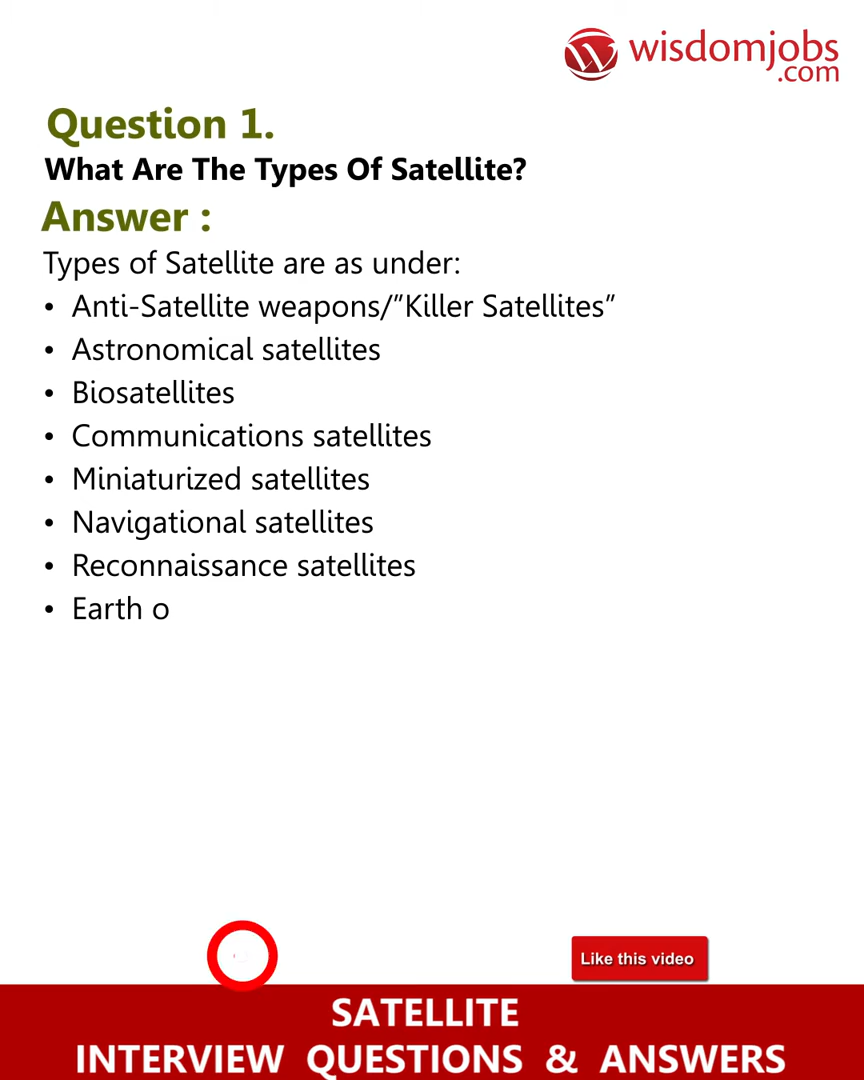 wisdomjobs
.com
Question 1.
What Are The Types Of Satellite?
Answer :
Types of Satellite are as under:
• Anti-Satellite weapons/”Killer Satellites”
• Astronomical satellites
• Biosatellites
• Communications satellites
• Miniaturized satellites
• Navigational satellites
• Reconnaissance satellites
• Earth o
Like this video
SATELLITE
INTERVIEW QUESTIONS & ANSWERS